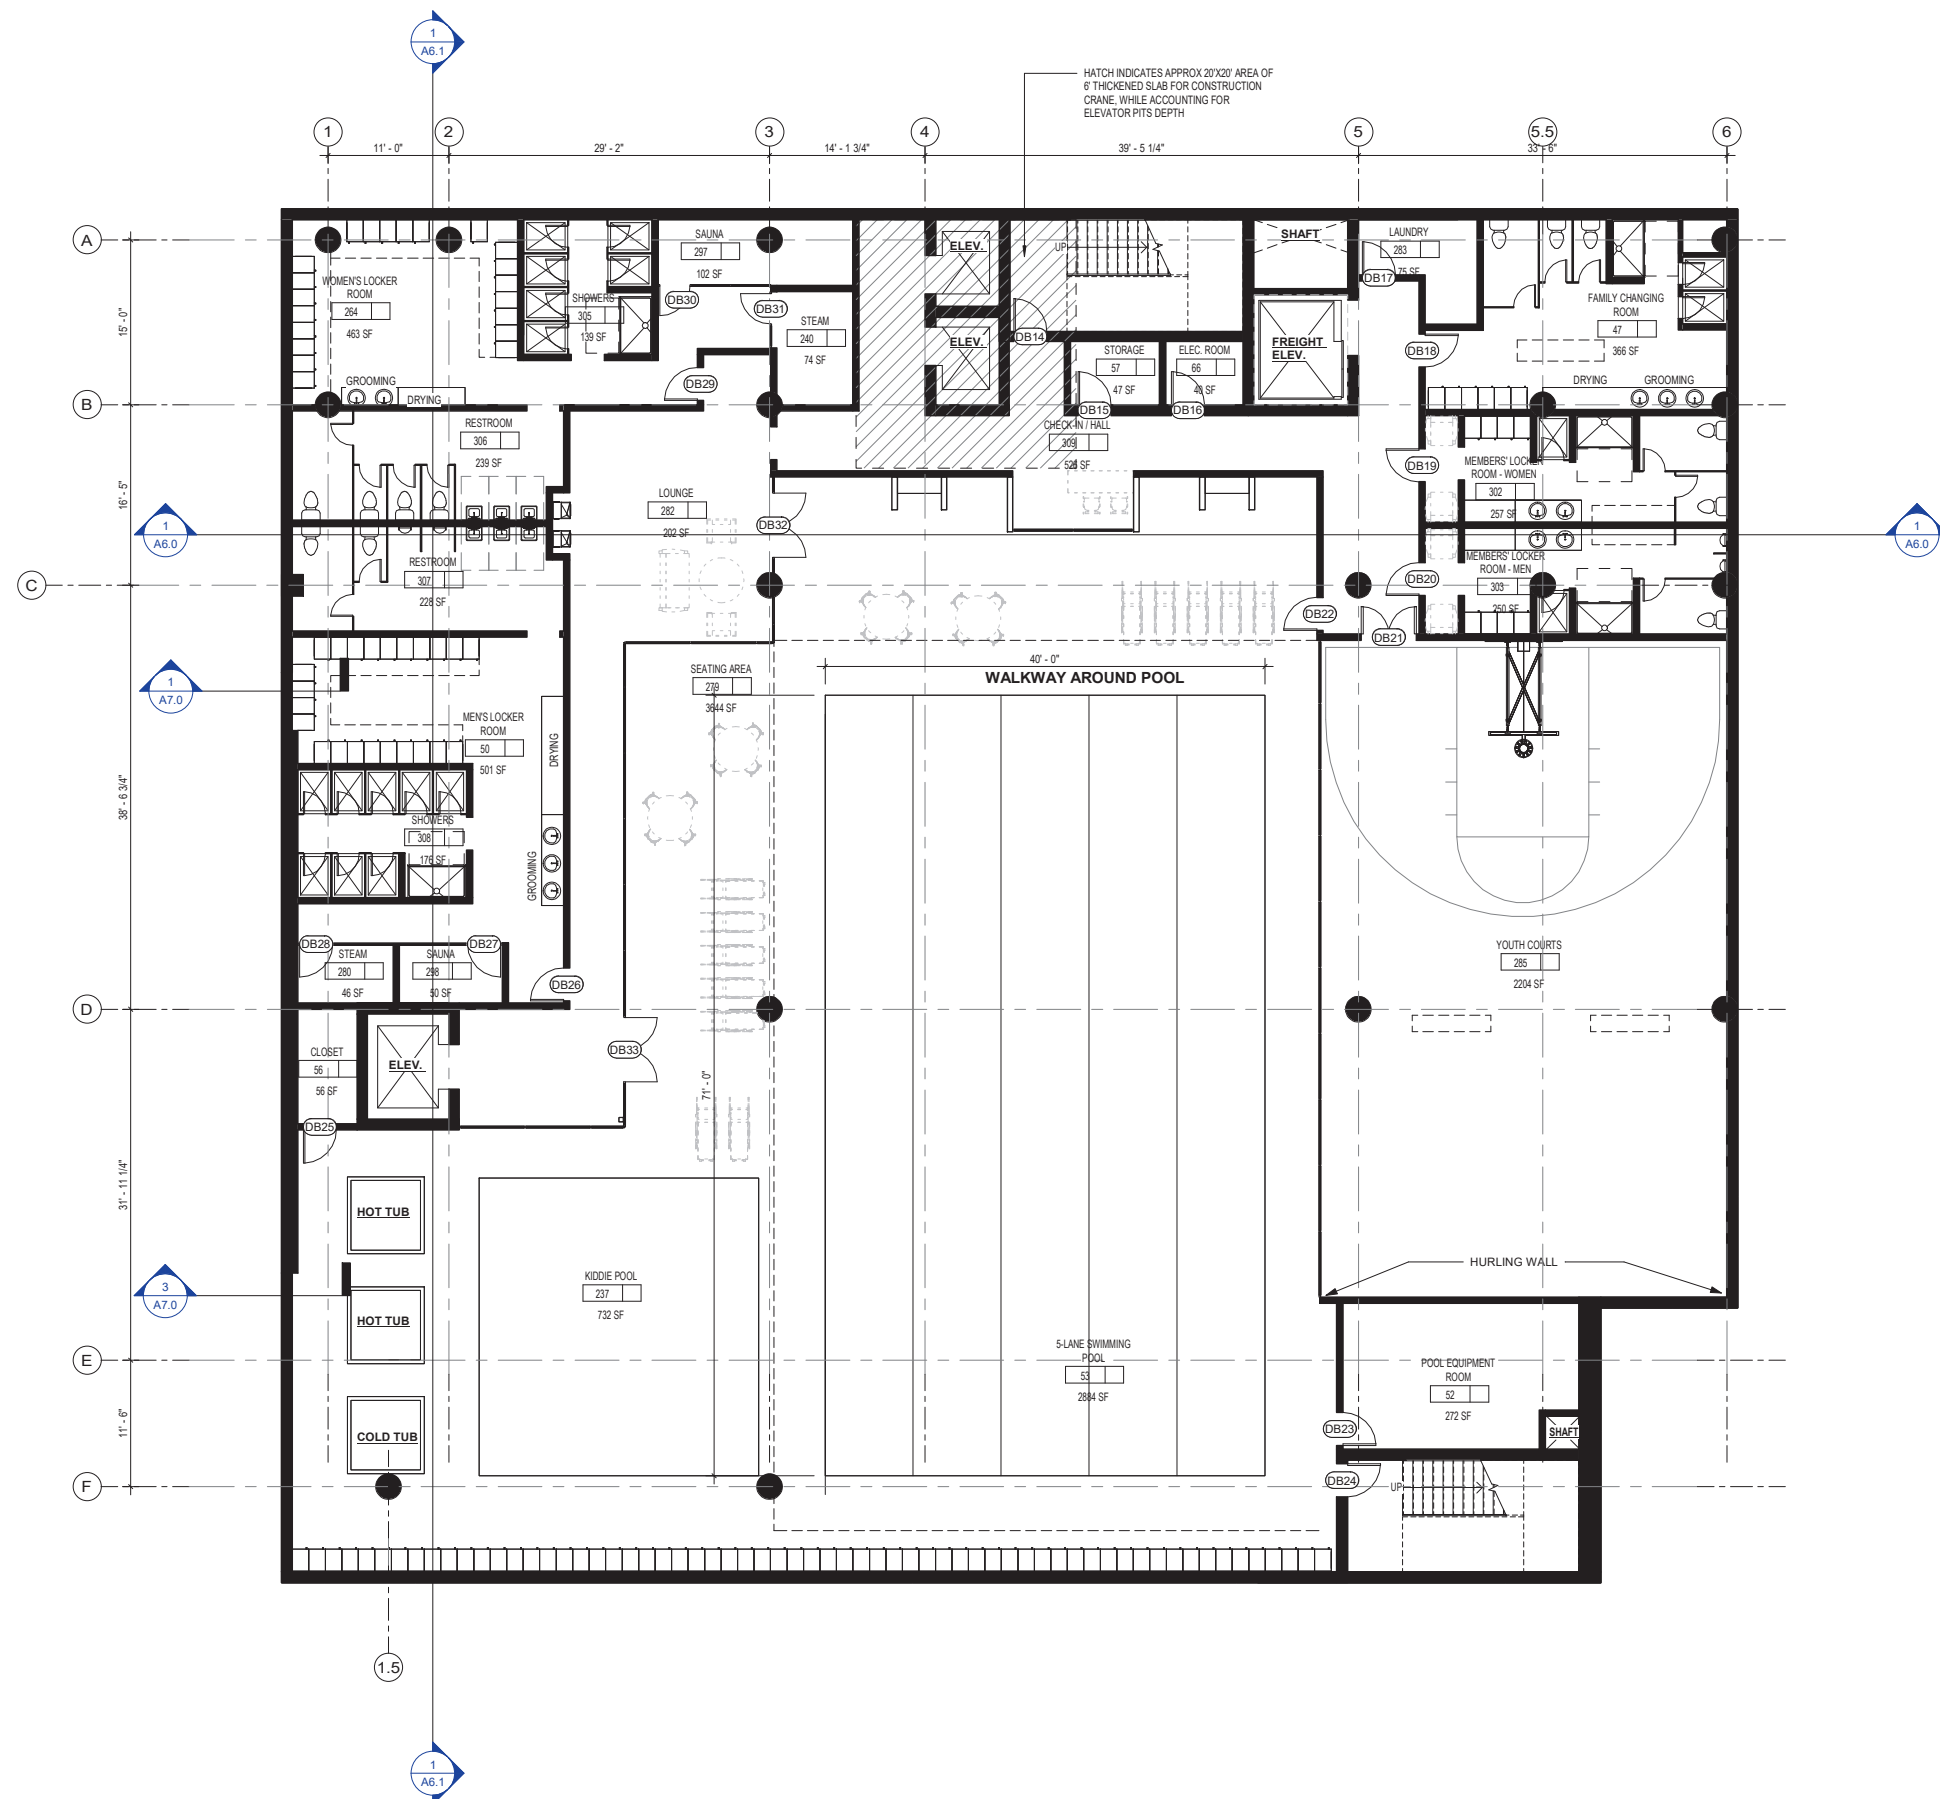 1
A6.1
HATCH INDICATES APPROX 20'X20' AREA OF
6' THICKENED SLAB FOR CONSTRUCTION
CRANE, WHILE ACCOUNTING FOR
ELEVATOR PITS DEPTH
1
2
3
4
5
5.5
6
11' - 0"
29' - 2"
14' - 1 3/4"
39' - 5 1/4"
33' - 6"
A
B
C
D
E
F
15' - 0"
16' - 5"
38' - 6 3/4"
31' - 11 1/4"
11' - 6"
WOMEN'S LOCKER
ROOM
264
463 SF
GROOMING
DRYING
SHOWERS
305
139 SF
SAUNA
297
102 SF
DB30
DB31
STEAM
240
74 SF
DB29
ELEV.
ELEV.
UP
DB14
STORAGE
57
47 SF
DB15
ELEC. ROOM
66
40 SF
DB16
SHAFT
FREIGHT
ELEV.
LAUNDRY
283
75 SF
DB17
DB18
FAMILY CHANGING
ROOM
47
366 SF
DRYING
GROOMING
CHECK-IN / HALL
309
526 SF
RESTROOM
306
239 SF
RESTROOM
307
228 SF
LOUNGE
282
202 SF
DB32
DB19
MEMBERS' LOCKER
ROOM - WOMEN
302
257 SF
MEMBERS' LOCKER
ROOM - MEN
303
250 SF
DB20
DB21
DB22
1
A6.0
1
A6.0
1
A7.0
SEATING AREA
279
3644 SF
40' - 0"
WALKWAY AROUND POOL
MEN'S LOCKER
ROOM
50
501 SF
DRYING
GROOMING
SHOWERS
308
176 SF
DB28
STEAM
280
46 SF
SAUNA
298
50 SF
DB27
DB26
YOUTH COURTS
285
2204 SF
CLOSET
56
56 SF
ELEV.
DB33
71' - 0"
DB25
HOT TUB
HOT TUB
COLD TUB
3
A7.0
KIDDIE POOL
237
732 SF
5-LANE SWIMMING
POOL
53
2884 SF
HURLING WALL
POOL EQUIPMENT
ROOM
52
272 SF
SHAFT
DB23
DB24
UP
1.5
1
A6.1